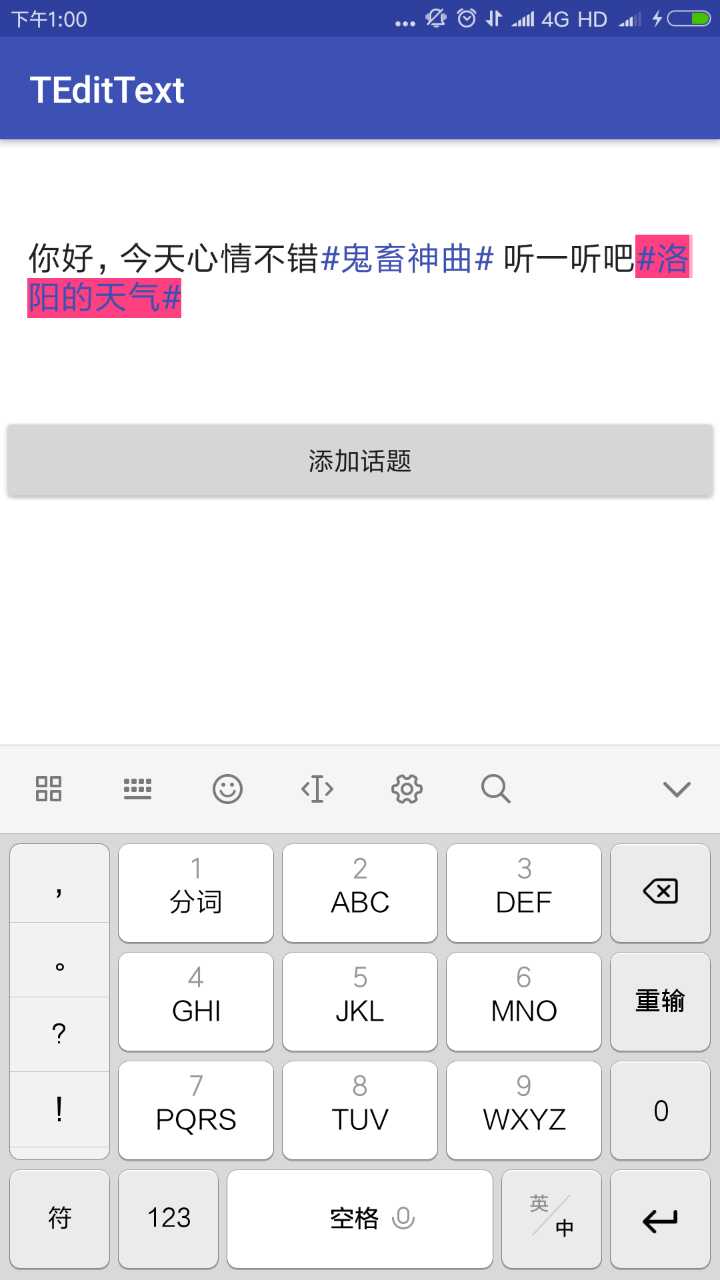 下午1:00
4G HD
TEditText
你好，今天心情不错#鬼畜神曲# 听一听吧#洛
阳的天气#
添加话题
，
1
分词
2
ABC
3
DEF
。
4
GHI
5
JKL
6
MNO
重输
?
!
7
PQRS
8
TUV
9
WXYZ
0
符
123
空格
英
中